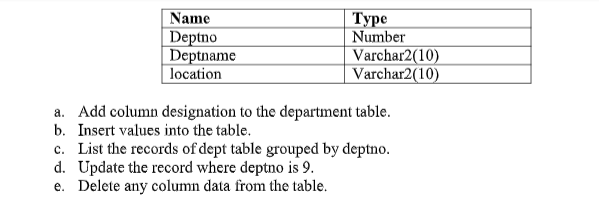 Name Type
Deptno Number
Deptname Varchar2(10)
location Varchar2(10)
a. Add column designation to the department table.
b. Insert values into the table.
c. List the records of dept table grouped by deptno.
d. Update the record where deptno is 9.
e. Delete any column data from the table.